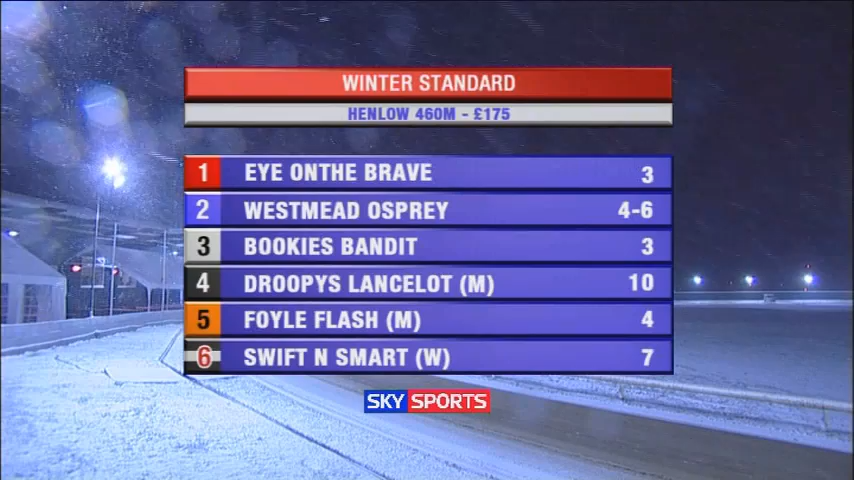 WINTER STANDARD
HENLOW 460M - £175
1 EYE ONTHE BRAVE 3
2 WESTMEAD OSPREY 4-6
3 BOOKIES BANDIT 3
4 DROOPYS LANCELOT (M) 10
5 FOYLE FLASH (M) 4
6 SWIFT N SMART (W) 7
SKY SPORTS